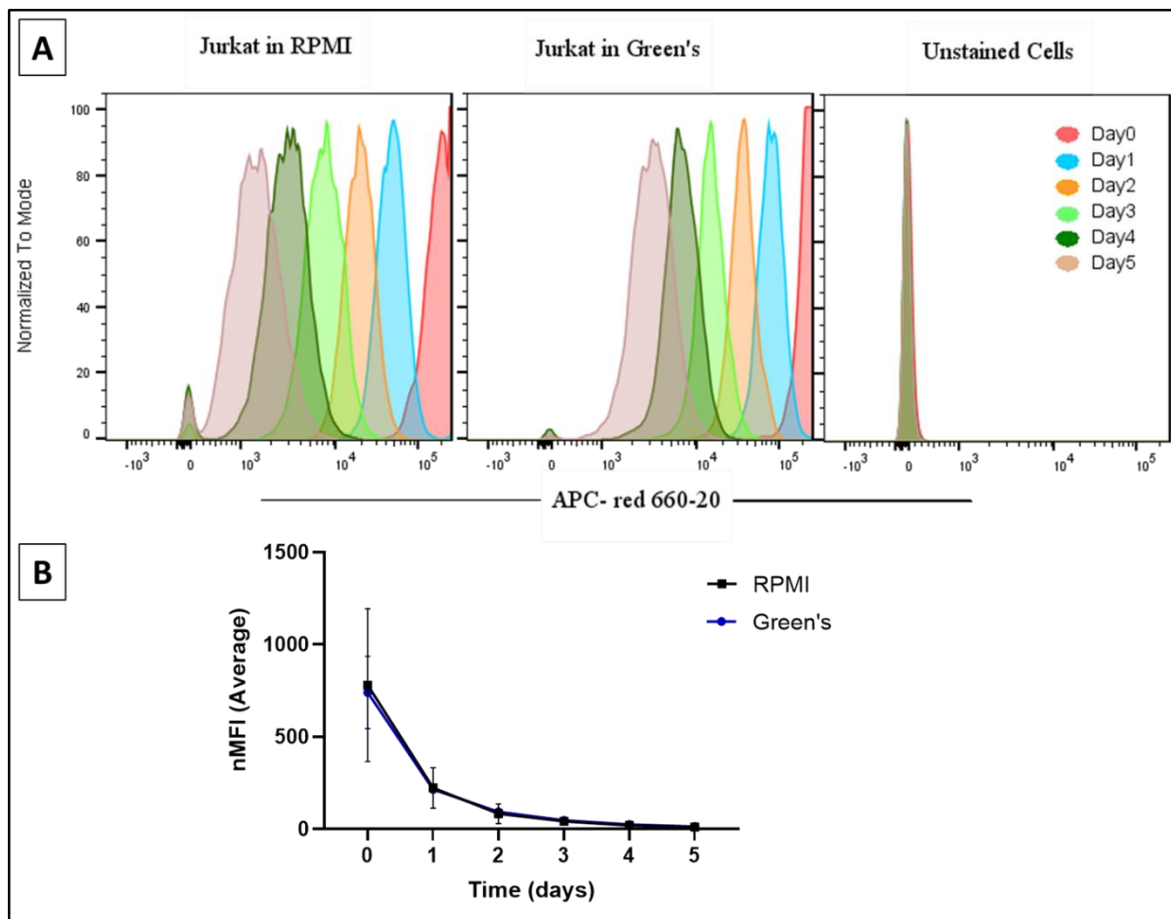 A
Jurkat in RPMI
Jurkat in Green's
Unstained Cells
Normalized To Mode
100
80
60
40
20
0
-10³ 0 10³ 10⁴ 10⁵
-10³ 0 10³ 10⁴ 10⁵
-10³ 0 10³ 10⁴ 10⁵
Day0
Day1
Day2
Day3
Day4
Day5
APC- red 660-20
B
nMFI (Average)
1500
1000
500
0
0 1 2 3 4 5
Time (days)
RPMI
Green's